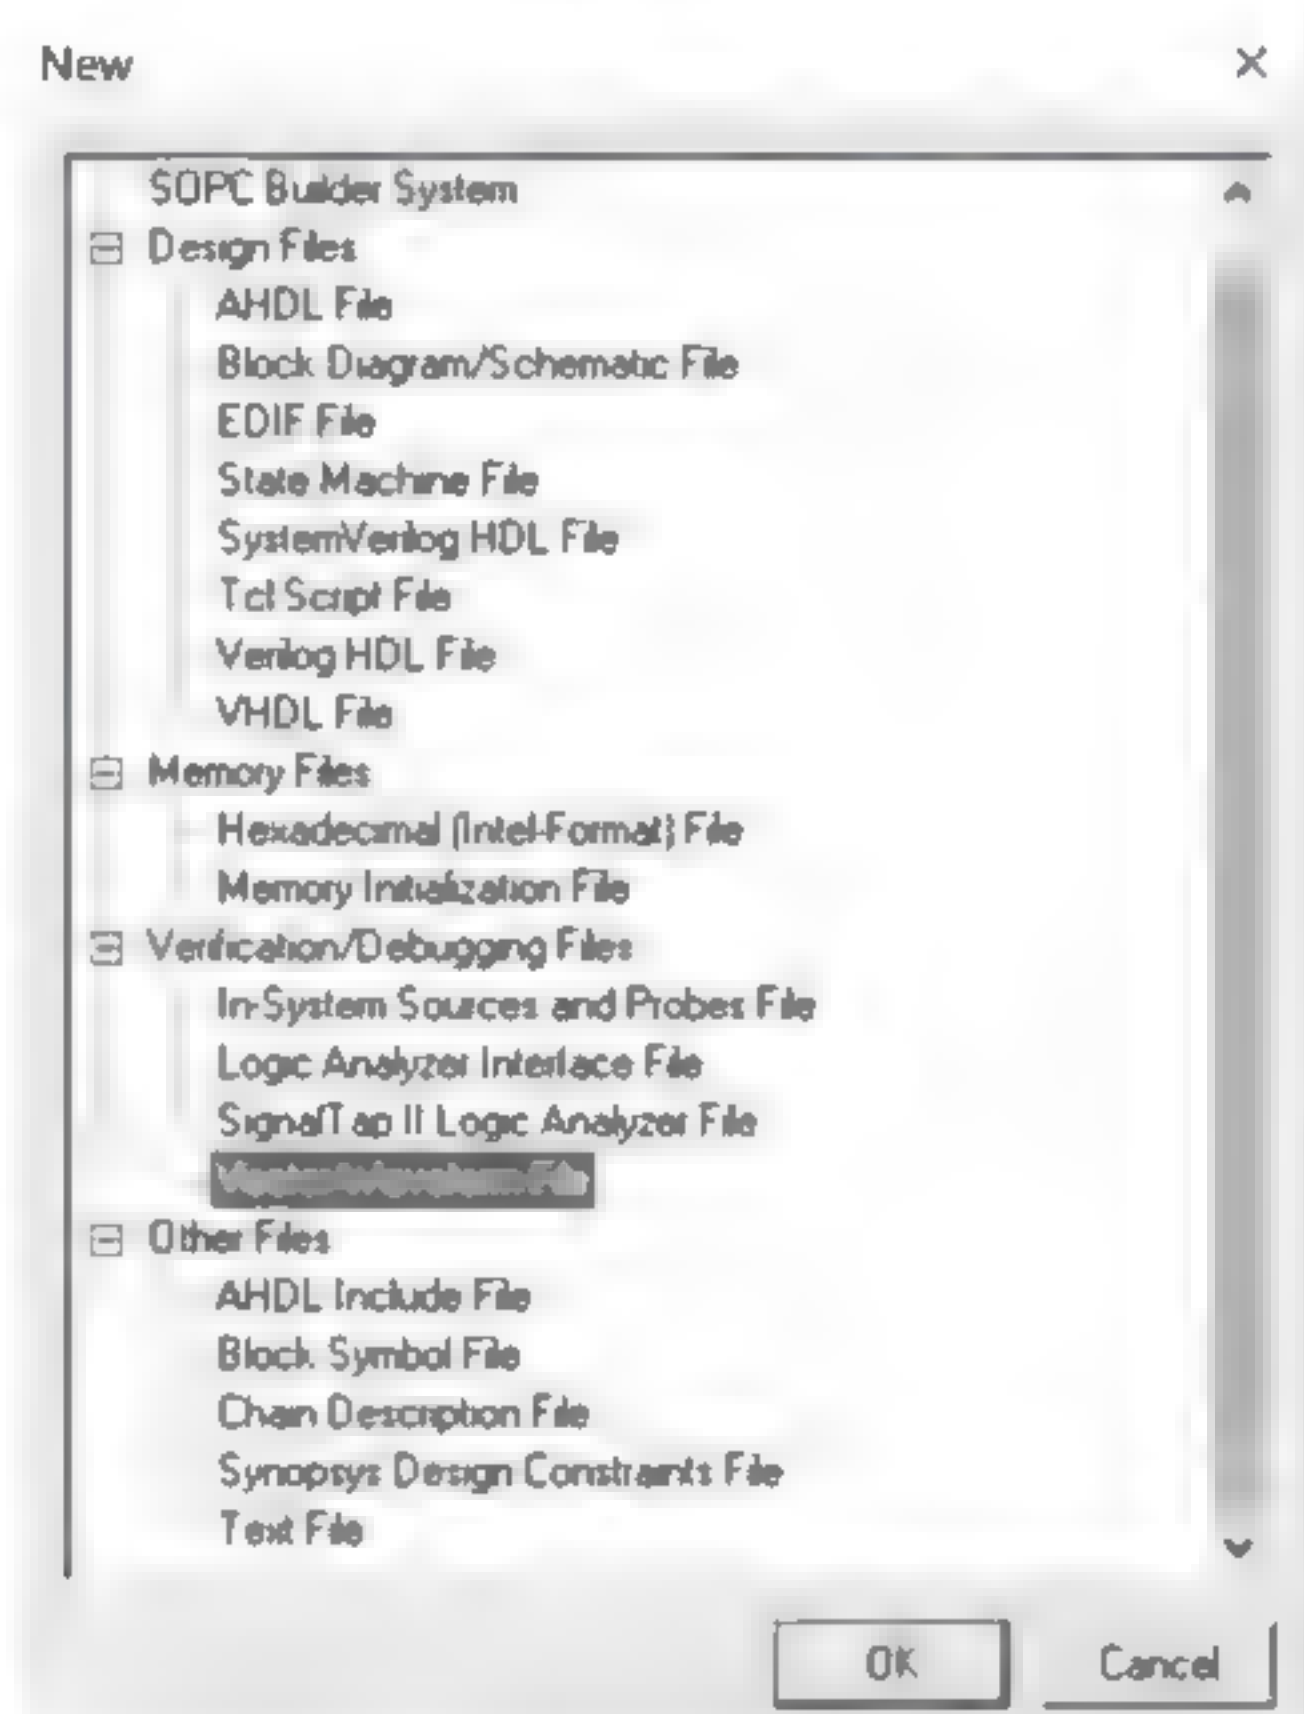 New
SOPC Builder System
Design Files
AHDL File
Block Diagram/Schematic File
EDIF File
State Machine File
SystemVerilog HDL File
Tcl Script File
Verilog HDL File
VHDL File
Memory Files
Hexadecimal (Intel-Format) File
Memory Initialization File
Verification/Debugging Files
In-System Sources and Probes File
Logic Analyzer Interface File
SignalTap II Logic Analyzer File
Vector Waveform File
Other Files
AHDL Include File
Block Symbol File
Chain Description File
Synopsys Design Constraints File
Text File
OK Cancel